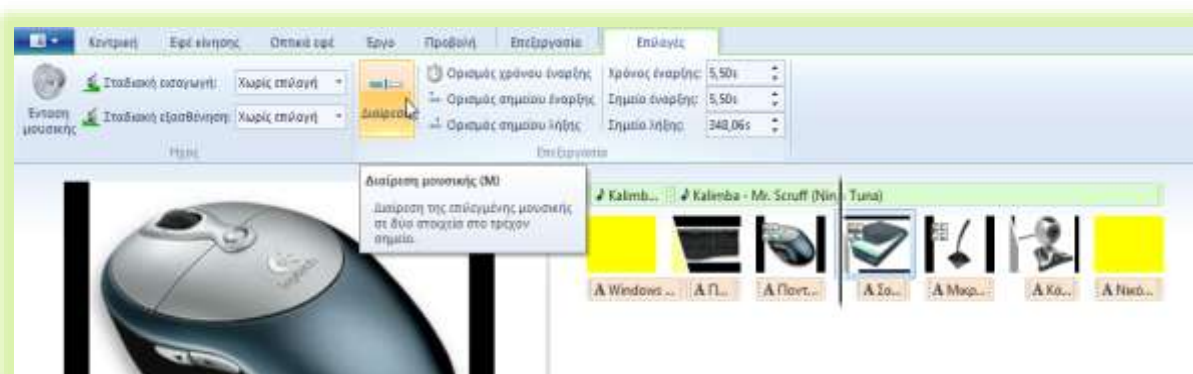 Κεντρική Εφέ κίνησης Οπτικά εφέ Έργο Προβολή Επεξεργασία Επιλογές
Σταδιακή εισαγωγή: Χωρίς επιλογή
Σταδιακή εξασθένηση: Χωρίς επιλογή
Ένταση μουσικής
Ήχος
Διαίρεση
Ορισμός χρόνου έναρξης
Ορισμός σημείου έναρξης
Ορισμός σημείου λήξης
Χρόνος έναρξης: 5,50s
Σημείο έναρξης: 5,50s
Σημείο λήξης: 348,06s
Επεξεργασία
Διαίρεση μουσικής (M)
Διαίρεση της επιλεγμένης μουσικής
σε δύο στοιχεία στο τρέχον
σημείο.
Kalimb... Kalimba - Mr. Scruff (Ninja Tuna)
A Windows ... A Π... A Ποντ... A Σα... A Μικρ... A Κα... A Νικό...
Logitech